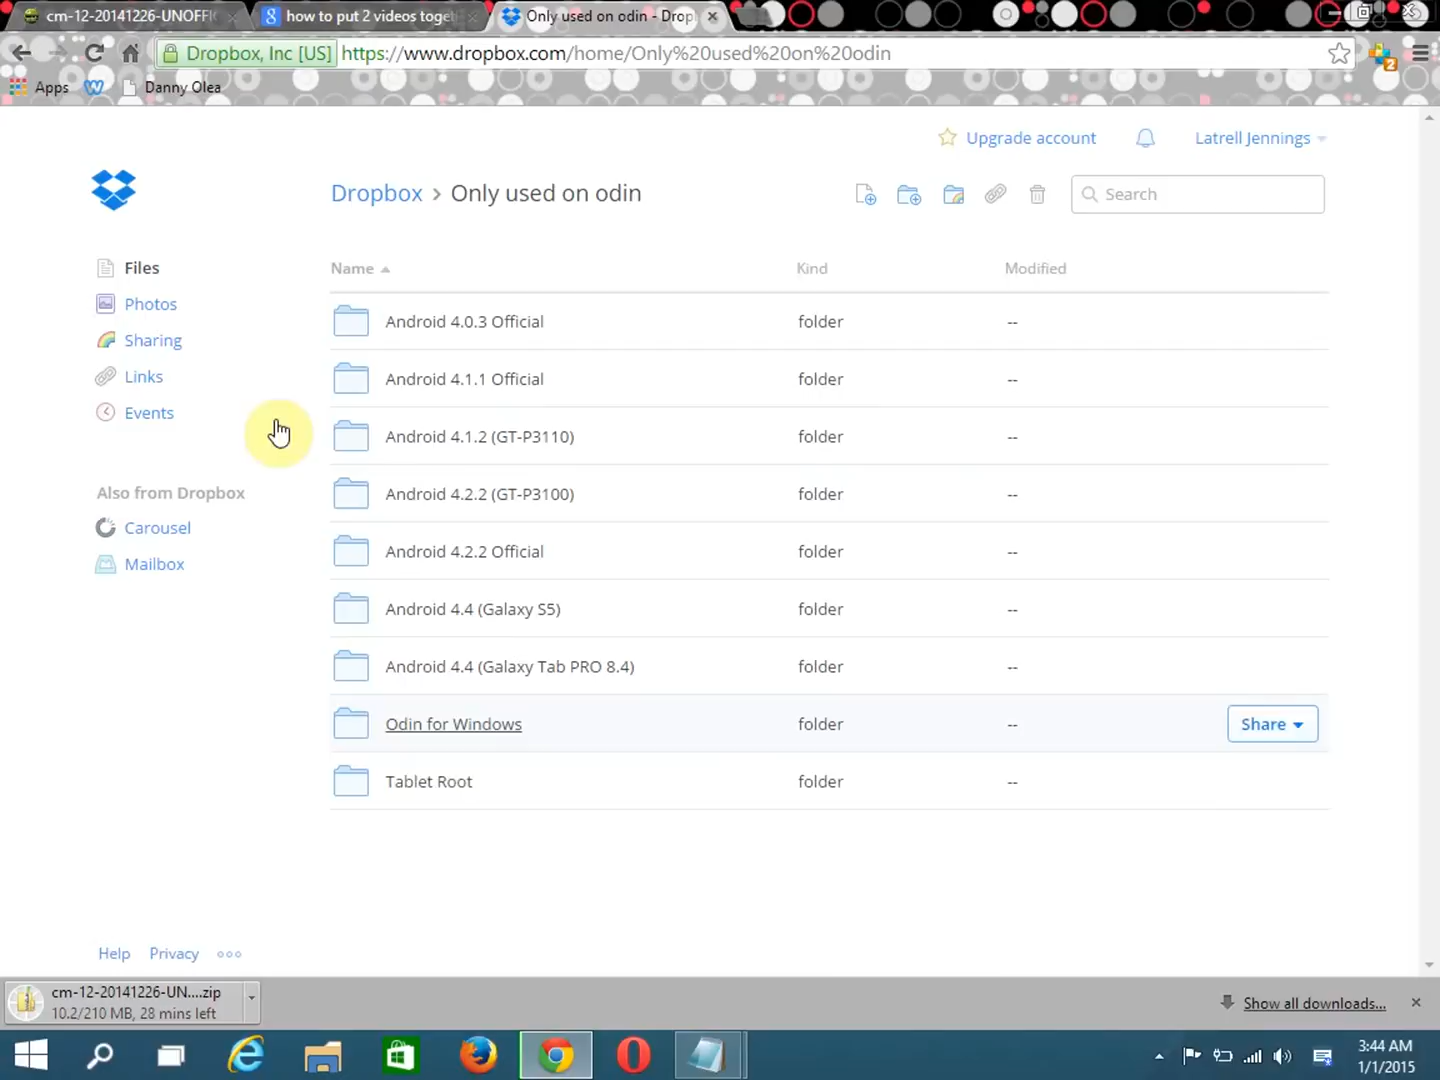 cm-12-20141226-UNOFFI
how to put 2 videos toget
Only used on odin - Drop
Dropbox, Inc [US]
https://www.dropbox.com/home/Only%20used%20on%20odin
2
Apps
Danny Olea
Upgrade account
Latrell Jennings
Dropbox › Only used on odin
Search
Files
Photos
Sharing
Links
Events
Also from Dropbox
Carousel
Mailbox
Name Kind Modified
Android 4.0.3 Official folder --
Android 4.1.1 Official folder --
Android 4.1.2 (GT-P3110) folder --
Android 4.2.2 (GT-P3100) folder --
Android 4.2.2 Official folder --
Android 4.4 (Galaxy S5) folder --
Android 4.4 (Galaxy Tab PRO 8.4) folder --
Odin for Windows folder -- Share
Tablet Root folder --
Help Privacy
cm-12-20141226-UN....zip
10.2/210 MB, 28 mins left
Show all downloads...
3:44 AM
1/1/2015